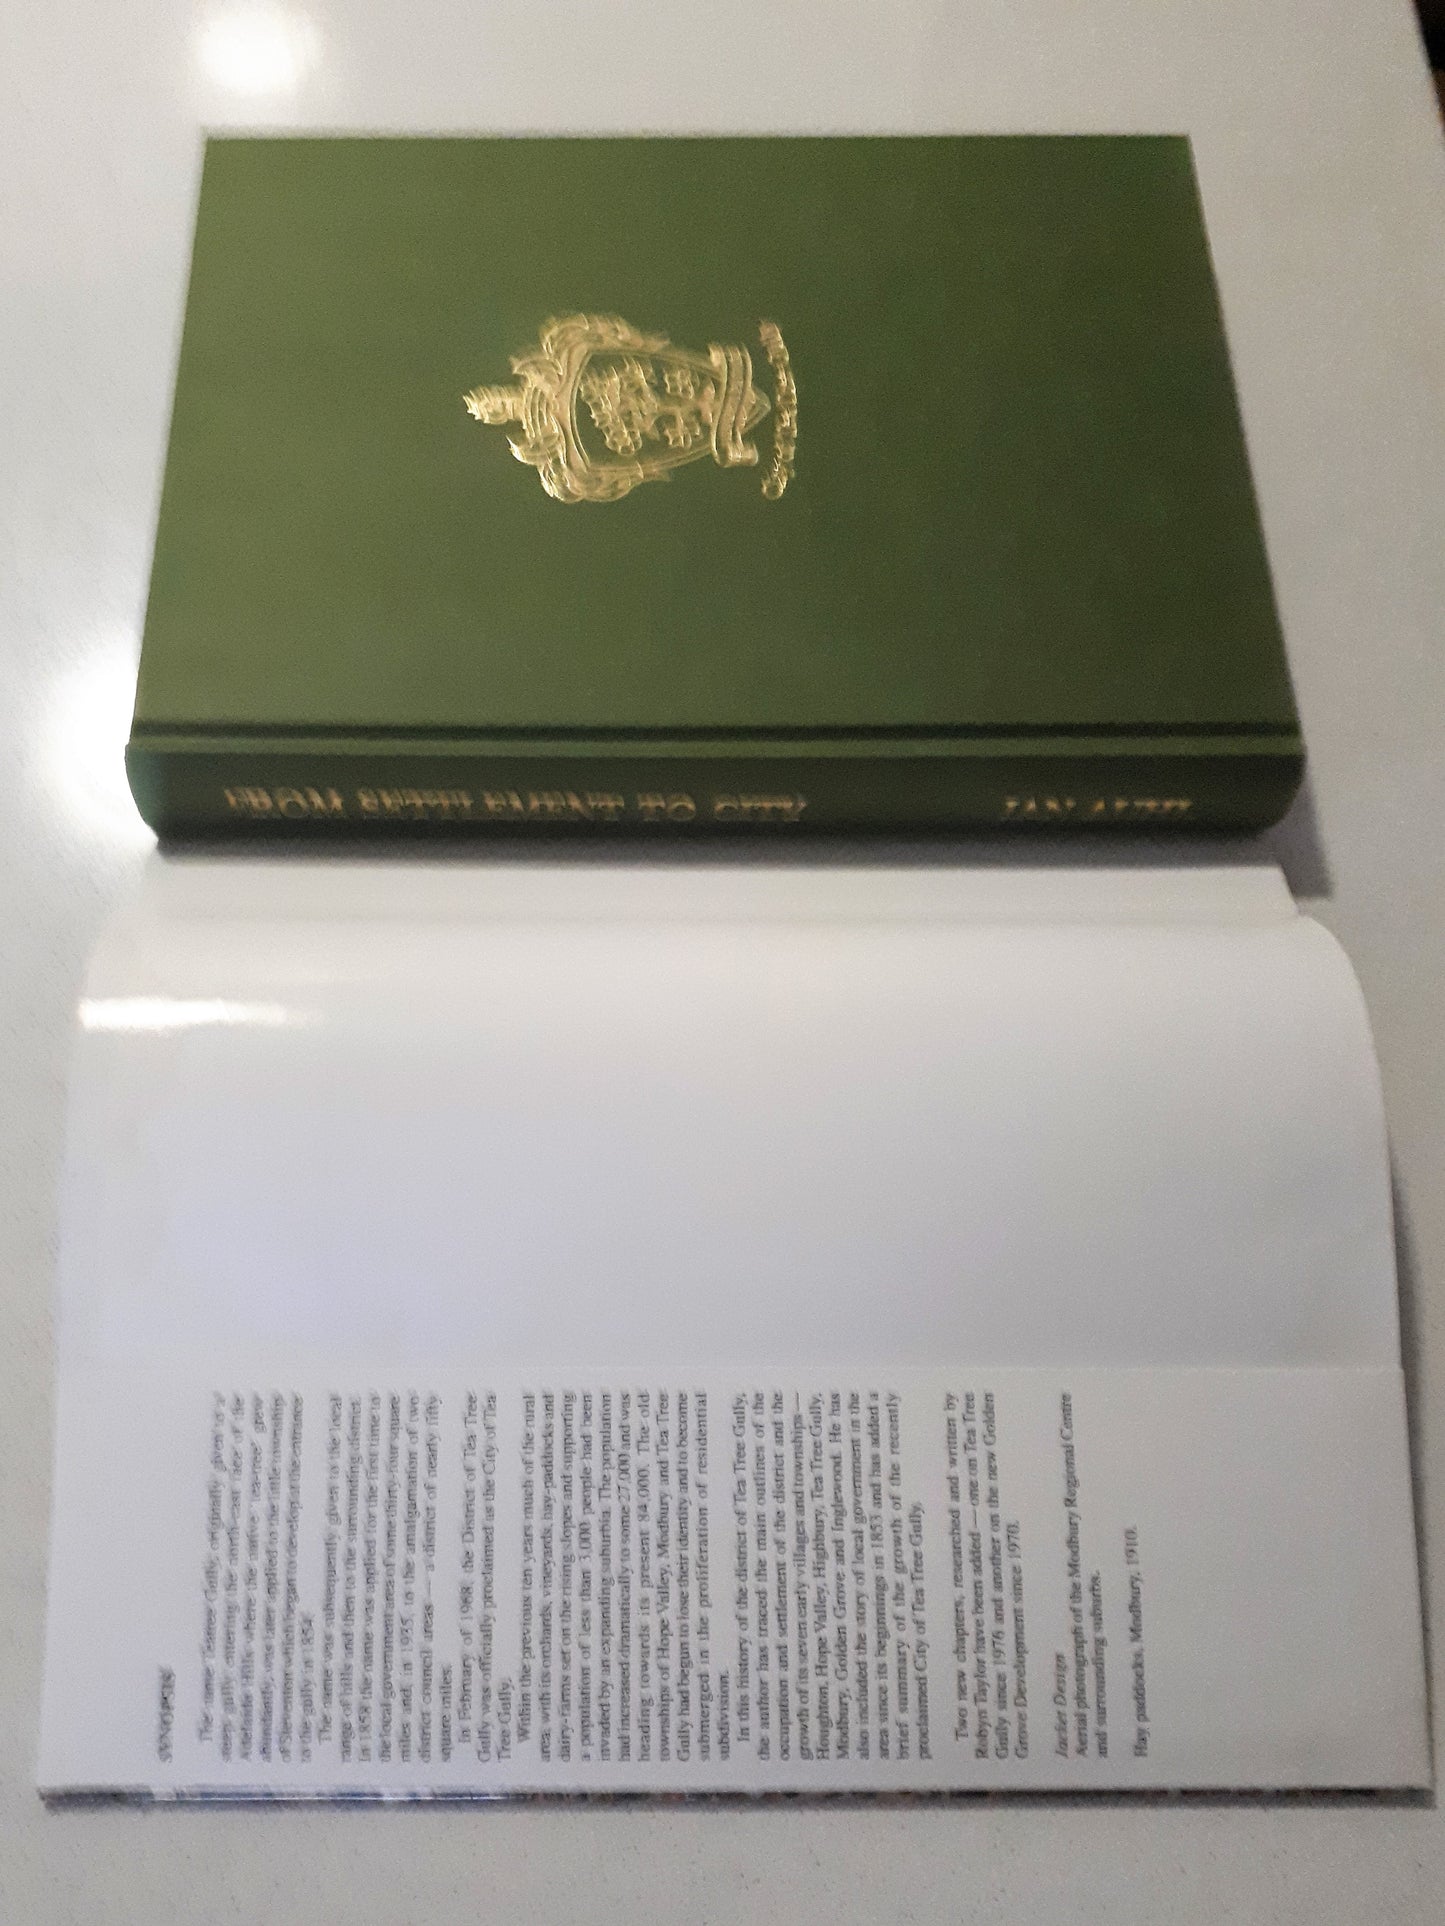 FROM SETTLEMENT TO CITY
IAN AUHL
SYNOPSIS
The name Teatree Gully, originally given to a
steep gully entering the north-east face of the
Adelaide Hills where the native 'tea-tree' grew
abundantly, was later applied to the little township
of Steventon which began to develop at the entrance
to the gully in 1854.
The name was subsequently given to the local
range of hills and then to the surrounding district.
In 1858 the name was applied for the first time to
the local government area of some thirty-four square
miles and, in 1935, to the amalgamation of two
district council areas — a district of nearly fifty
square miles.
In February of 1968, the District of Tea Tree
Gully was officially proclaimed as the City of Tea
Tree Gully.
Within the previous ten years much of the rural
area, with its orchards, vineyards, hay-paddocks and
dairy-farms set on the rising slopes and supporting
a population of less than 3,000 people had been
invaded by an expanding suburbia. The population
had increased dramatically to some 27,000 and was
heading towards its present 84,000. The old
townships of Hope Valley, Modbury and Tea Tree
Gully had begun to lose their identity and to become
submerged in the proliferation of residential
subdivision.
In this history of the district of Tea Tree Gully,
the author has traced the main outlines of the
occupation and settlement of the district and the
growth of its seven early villages and townships —
Houghton, Hope Valley, Highbury, Tea Tree Gully,
Modbury, Golden Grove and Inglewood. He has
also included the story of local government in the
area since its beginnings in 1853 and has added a
brief summary of the growth of the recently
proclaimed City of Tea Tree Gully.
Two new chapters, researched and written by
Robyn Taylor have been added — one on Tea Tree
Gully since 1976 and another on the new Golden
Grove Development since 1970.
Jacket Design
Aerial photograph of the Modbury Regional Centre
and surrounding suburbs.
Hay paddocks, Modbury, 1910.